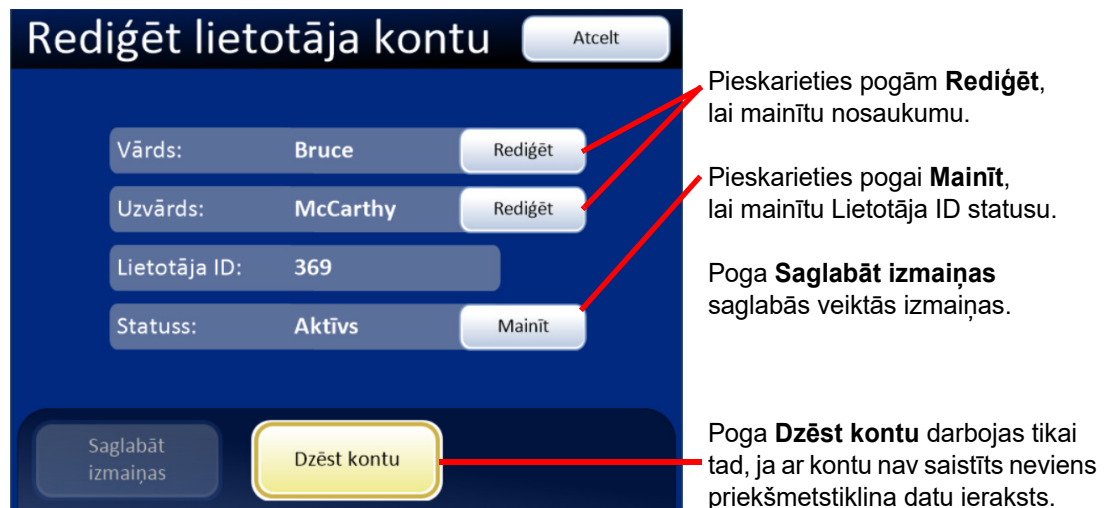 Rediģēt lietotāja kontu
Atcelt
Vārds: Bruce Rediģēt
Uzvārds: McCarthy Rediģēt
Lietotāja ID: 369
Statuss: Aktīvs Mainīt
Saglabāt
izmaiņas
Dzēst kontu
Pieskarieties pogām Rediģēt,
lai mainītu nosaukumu.
Pieskarieties pogai Mainīt,
lai mainītu Lietotāja ID statusu.
Poga Saglabāt izmaiņas
saglabās veiktās izmaiņas.
Poga Dzēst kontu darbojas tikai
tad, ja ar kontu nav saistīts neviens
priekšmetstikliņa datu ieraksts.